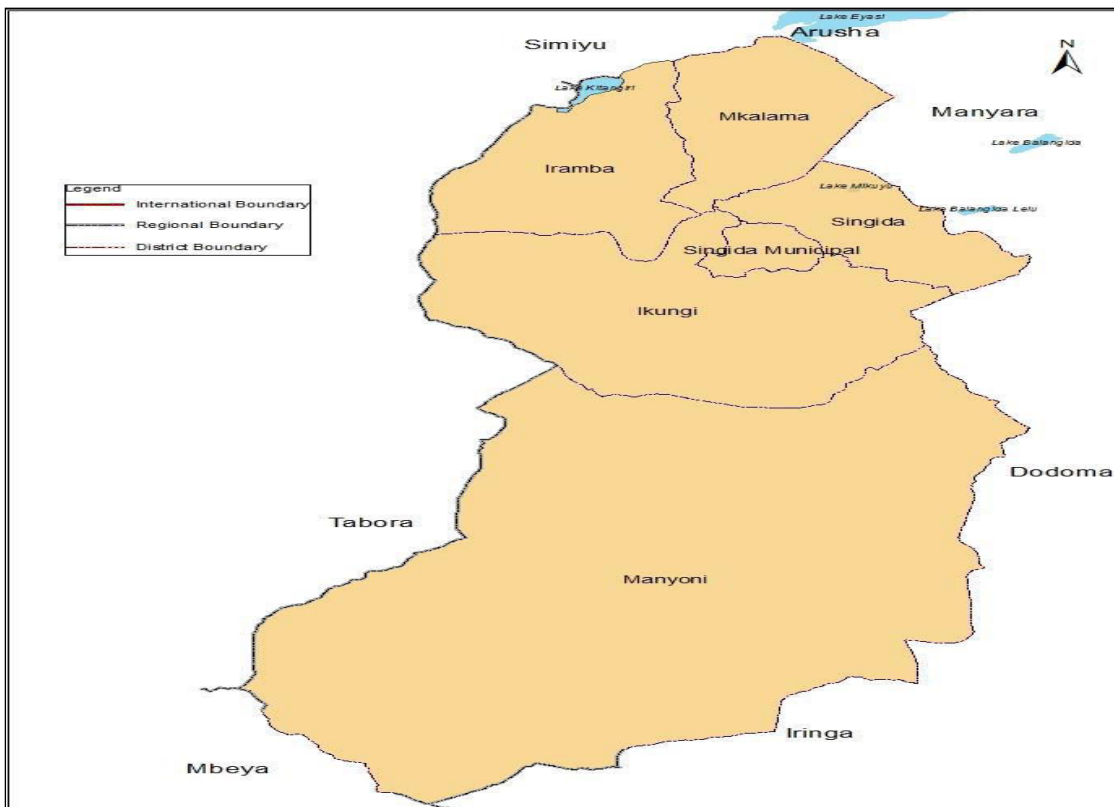 Lake Eyasi
Arusha
Simiyu
N
Lake Kitangiri
Mkalama
Manyara
Lake Balangida
Iramba
Legend
International Boundary
Regional Boundary
District Boundary
Lake Mikuyu
Lake Balangida Lelu
Singida
Singida Municipal
Ikungi
Dodoma
Tabora
Manyoni
Iringa
Mbeya